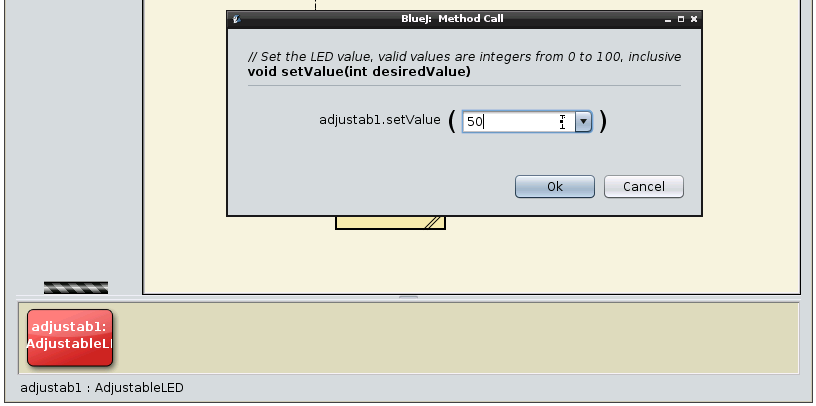 BlueJ: Method Call
// Set the LED value, valid values are integers from 0 to 100, inclusive
void setValue(int desiredValue)
adjustab1.setValue ( 50 )
Ok Cancel
adjustab1:
AdjustableLE
adjustab1 : AdjustableLED